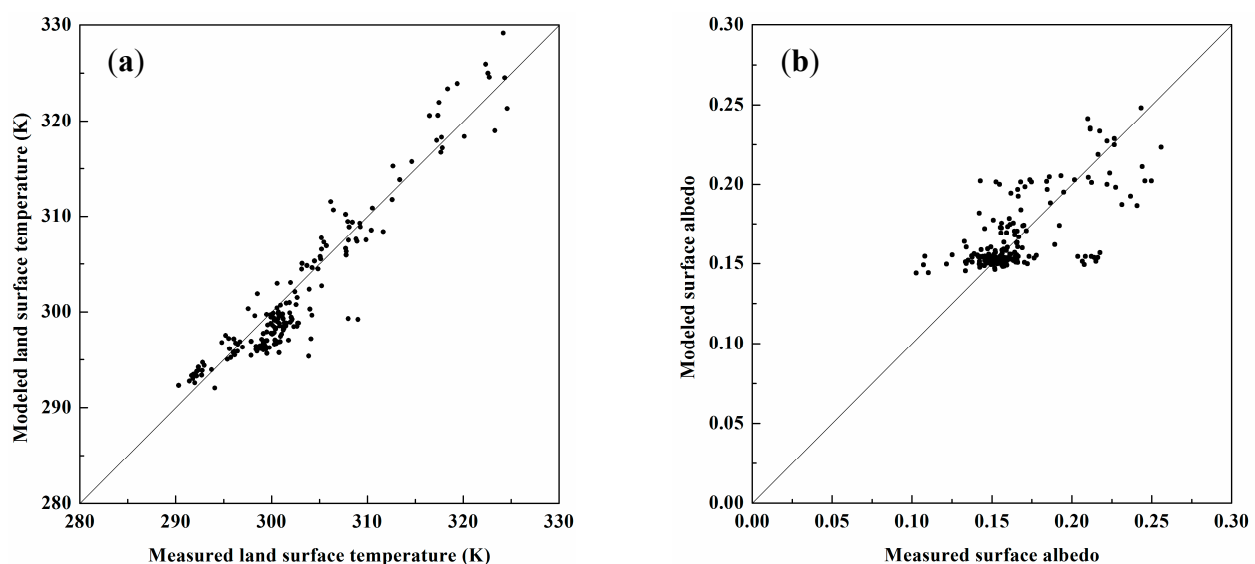 (a)
330
320
310
300
290
280
280 290 300 310 320 330
Modeled land surface temperature (K)
Measured land surface temperature (K)
(b)
0.30
0.25
0.20
0.15
0.10
0.05
0.00
0.00 0.05 0.10 0.15 0.20 0.25 0.30
Modeled surface albedo
Measured surface albedo